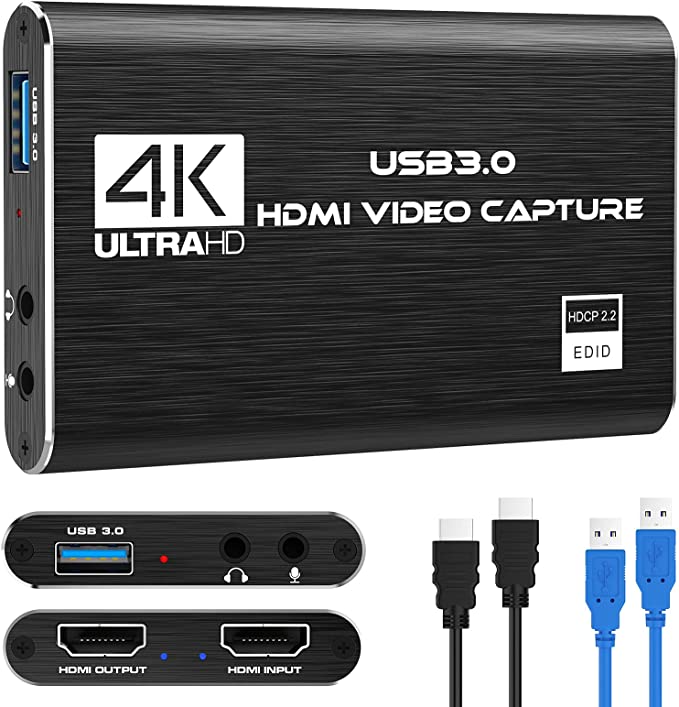 USB 3.0
4K
ULTRAHD
USB3.0
HDMI VIDEO CAPTURE
HDCP 2.2
EDID
USB 3.0
HDMI OUTPUT
HDMI INPUT